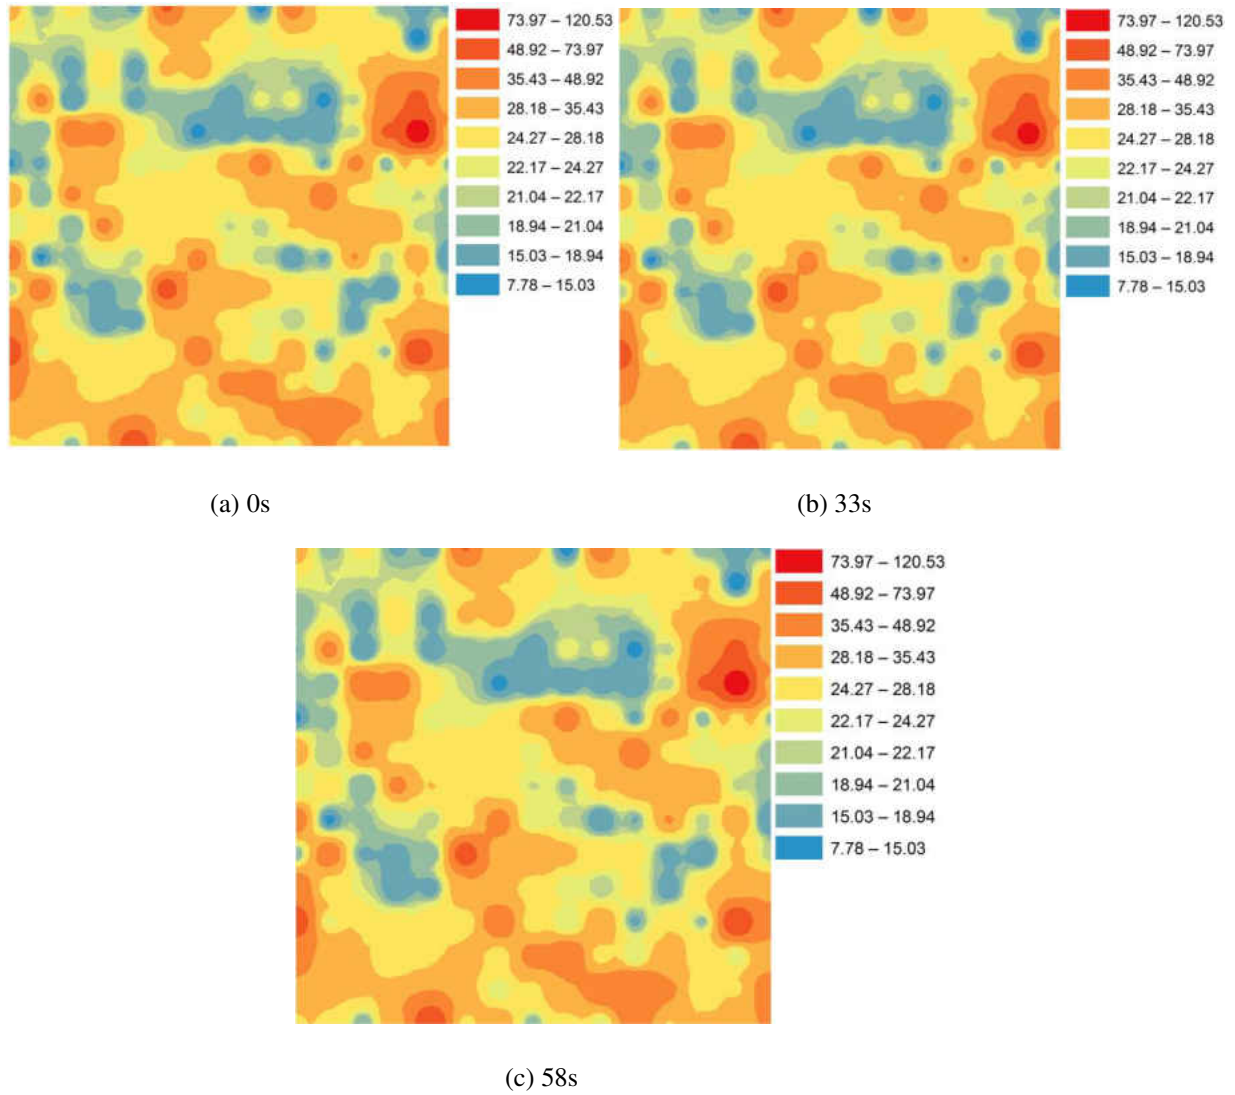 73.97 – 120.53
48.92 – 73.97
35.43 – 48.92
28.18 – 35.43
24.27 – 28.18
22.17 – 24.27
21.04 – 22.17
18.94 – 21.04
15.03 – 18.94
7.78 – 15.03
73.97 – 120.53
48.92 – 73.97
35.43 – 48.92
28.18 – 35.43
24.27 – 28.18
22.17 – 24.27
21.04 – 22.17
18.94 – 21.04
15.03 – 18.94
7.78 – 15.03
(a) 0s
(b) 33s
73.97 – 120.53
48.92 – 73.97
35.43 – 48.92
28.18 – 35.43
24.27 – 28.18
22.17 – 24.27
21.04 – 22.17
18.94 – 21.04
15.03 – 18.94
7.78 – 15.03
(c) 58s